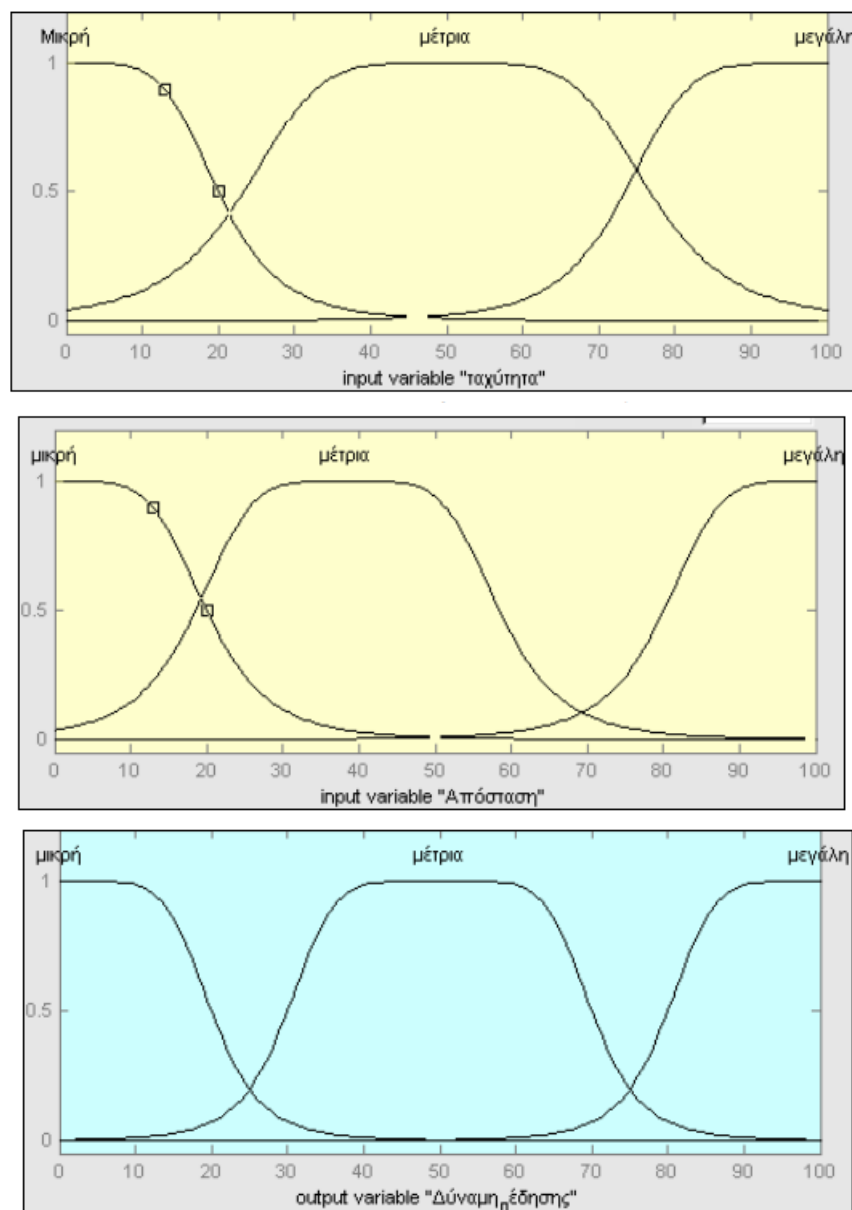 Μικρή μέτρια μεγάλη
1
0.5
0
0 10 20 30 40 50 60 70 80 90 100
input variable "ταχύτητα"
μικρή μέτρια μεγάλη
1
0.5
0
0 10 20 30 40 50 60 70 80 90 100
input variable "Απόσταση"
μικρή μέτρια μεγάλη
1
0.5
0
0 10 20 30 40 50 60 70 80 90 100
output variable "Δύναμηπέδησης"